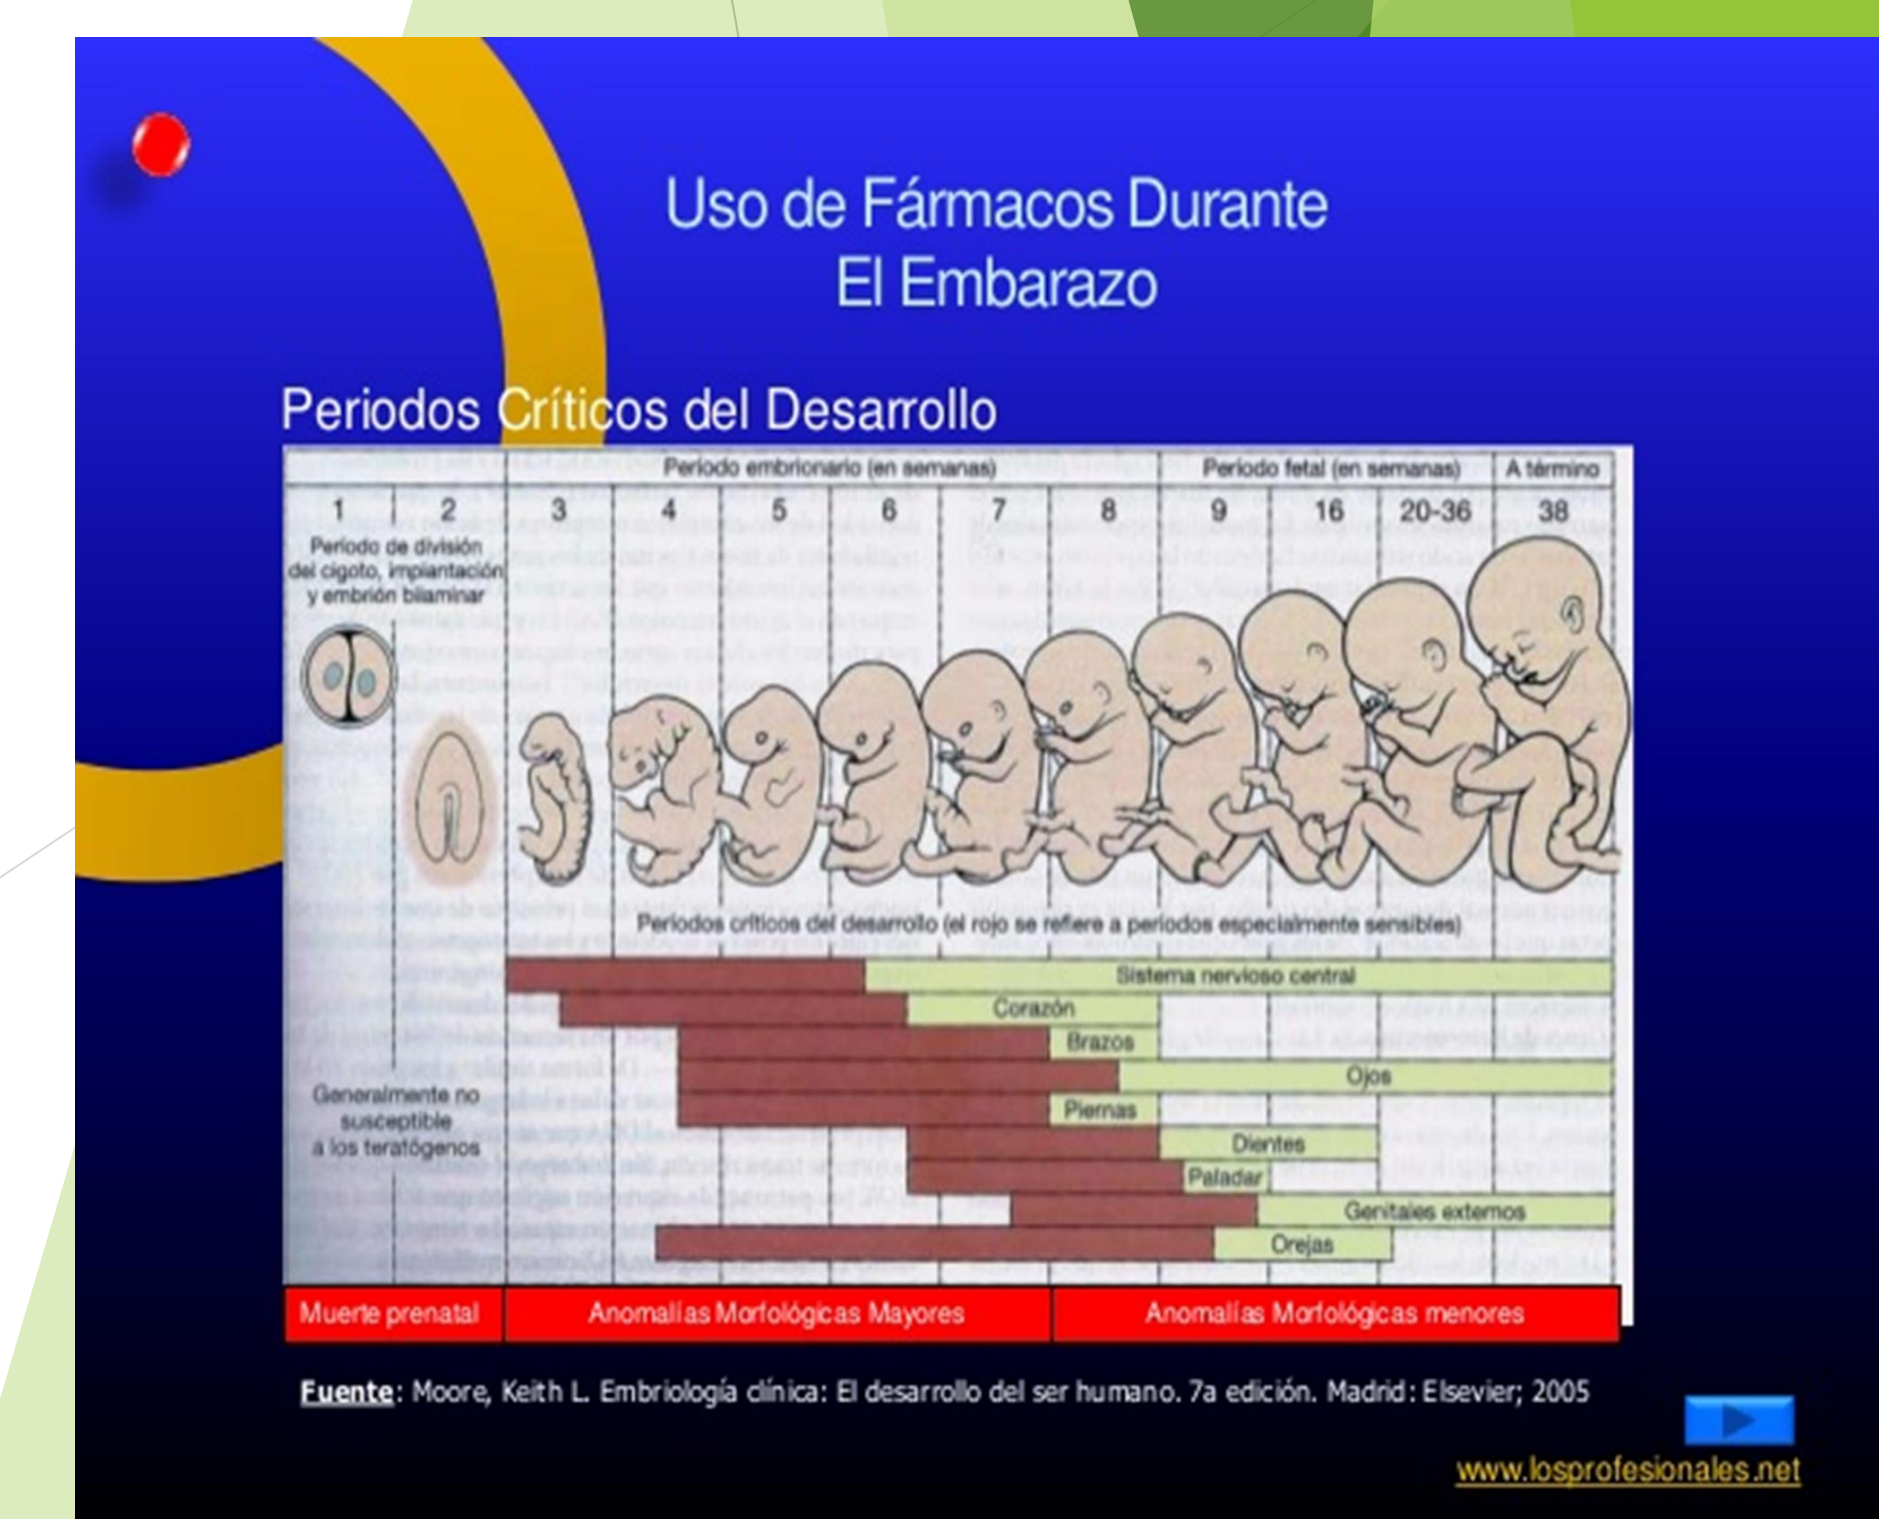 Uso de Fármacos Durante
El Embarazo
Periodos Críticos del Desarrollo
Período embrionario (en semanas)
Período fetal (en semanas)
A término
1 2 3 4 5 6 7 8 9 16 20-36 38
Período de división
del cigoto, implantación
y embrión bilaminar
Períodos críticos del desarrollo (el rojo se refiere a períodos especialmente sensibles)
Sistema nervioso central
Corazón
Brazos
Ojos
Generalmente no
susceptible
a los teratógenos
Piernas
Dientes
Paladar
Genitales externos
Orejas
Muerte prenatal
Anomalías Morfológicas Mayores
Anomalías Morfológicas menores
Fuente: Moore, Keith L. Embriología clínica: El desarrollo del ser humano. 7a edición. Madrid: Elsevier; 2005
www.losprofesionales.net